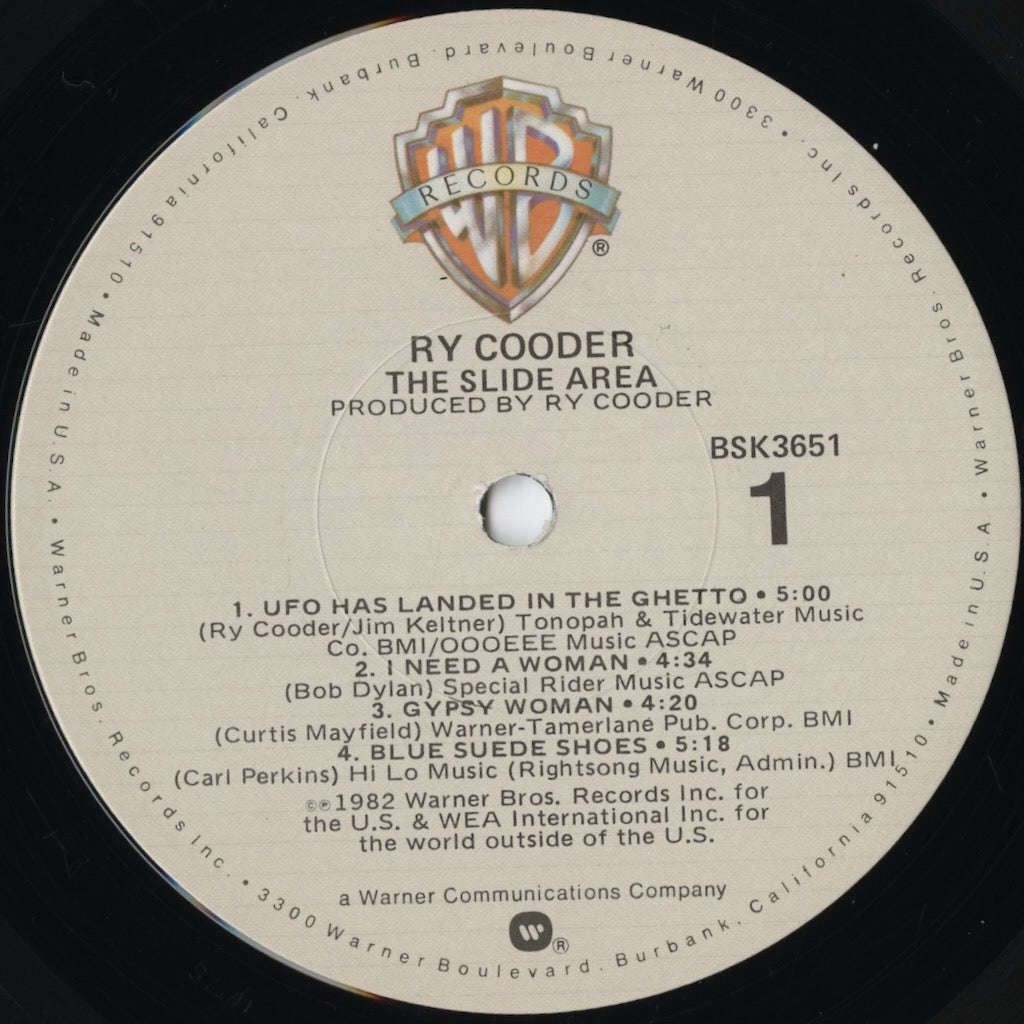 WB
RECORDS
®
RY COODER
THE SLIDE AREA
PRODUCED BY RY COODER
BSK3651
1
1. UFO HAS LANDED IN THE GHETTO • 5:00
(Ry Cooder/Jim Keltner) Tonopah & Tidewater Music
Co. BMI/OOOEEE Music ASCAP
2. I NEED A WOMAN • 4:34
(Bob Dylan) Special Rider Music ASCAP
3. GYPSY WOMAN • 4:20
(Curtis Mayfield) Warner-Tamerlane Pub. Corp. BMI
4. BLUE SUEDE SHOES • 5:18
(Carl Perkins) Hi Lo Music (Rightsong Music, Admin.) BMI
©℗1982 Warner Bros. Records Inc. for
the U.S. & WEA International Inc. for
the world outside of the U.S.
a Warner Communications Company
W®
Made in U.S.A. • Warner Bros. Records Inc. • 3300 Warner Boulevard. Burbank, California 91510 • Made in U.S.A. • Warner Bros. Records Inc. • 3300 Warner Boulevard. Burbank. California 91510 •